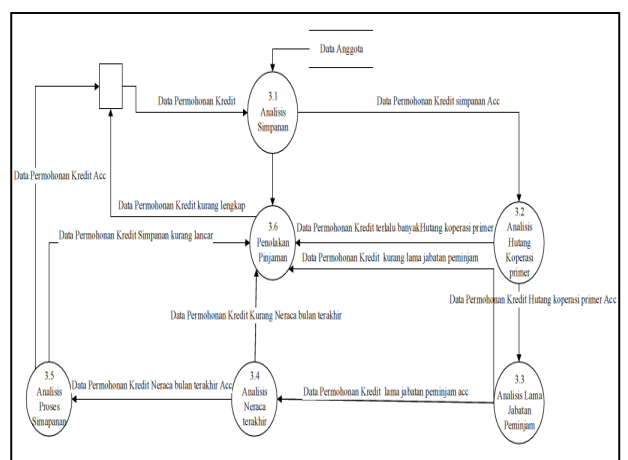 Data Anggota
3.1
Analisis
Simpanan
Data Permohonan Kredit
Data Permohonan Kredit simpanan Acc
Data Permohonan Kredit Acc
Data Permohonan Kredit kurang lengkap
3.6
Penolakan
Pinjaman
Data Permohonan Kredit terlalu banyakHutang koperasi primer
3.2
Analisis
Hutang
Koperasi
primer
Data Permohonan Kredit Simpanan kurang lancar
Data Permohonan Kredit kurang lama jabatan peminjam
Data Permohonan Kredit Hutang koperasi primer Acc
Data Permohonan Kredit Kurang Neraca bulan terakhir
3.5
Analisis
Proses
Simapanan
Data Permohonan Kredit Neraca bulan terakhir Acc
3.4
Analisis
Neraca
terakhir
Data Permohonan Kredit lama jabatan peminjam acc
3.3
Analisis Lama
Jabatan
Peminjam